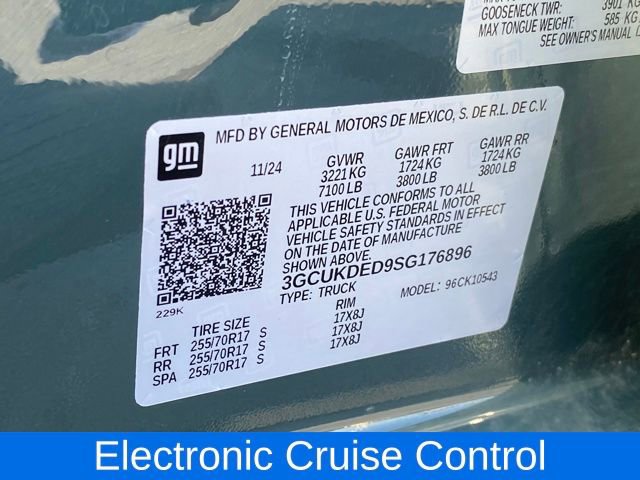 GOOSENECK TWR: 3901 KG
MAX TONGUE WEIGHT: 585 KG
SEE OWNER'S MANUAL
gm
MFD BY GENERAL MOTORS DE MEXICO, S. DE R.L. DE C.V.
11/24 GVWR GAWR FRT GAWR RR
3221 KG 1724 KG 1724 KG
7100 LB 3800 LB 3800 LB
THIS VEHICLE CONFORMS TO ALL
APPLICABLE U.S. FEDERAL MOTOR
VEHICLE SAFETY STANDARDS IN EFFECT
ON THE DATE OF MANUFACTURE
SHOWN ABOVE.
3GCUKDED9SG176896
TYPE: TRUCK MODEL: 96CK10543
229K
TIRE SIZE RIM
FRT 255/70R17 S 17X8J
RR 255/70R17 S 17X8J
SPA 255/70R17 S 17X8J
Electronic Cruise Control